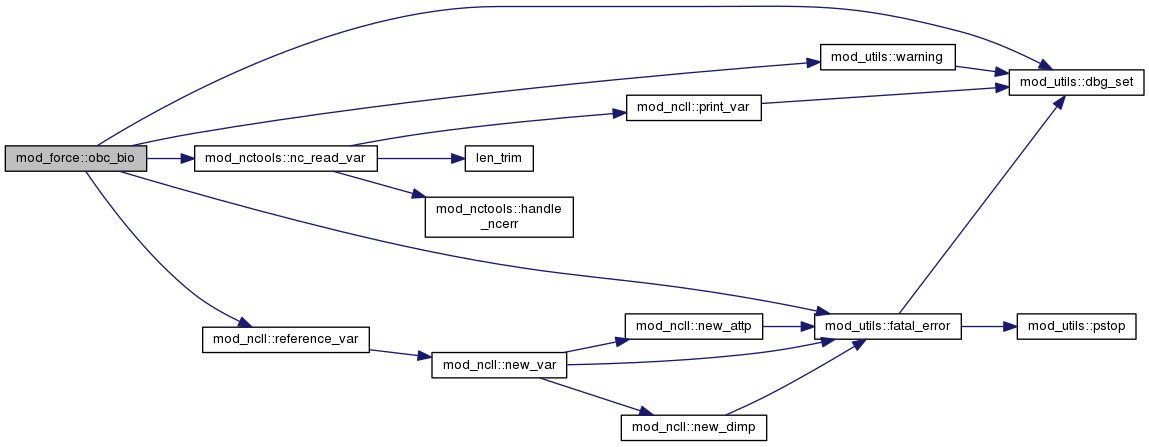 mod_force::obc_bio
mod_nctools::nc_read_var
mod_ncll::reference_var
mod_ncll::print_var
len_trim
mod_nctools::handle
_ncerr
mod_ncll::new_var
mod_ncll::new_attp
mod_ncll::new_dimp
mod_utils::warning
mod_utils::fatal_error
mod_utils::dbg_set
mod_utils::pstop